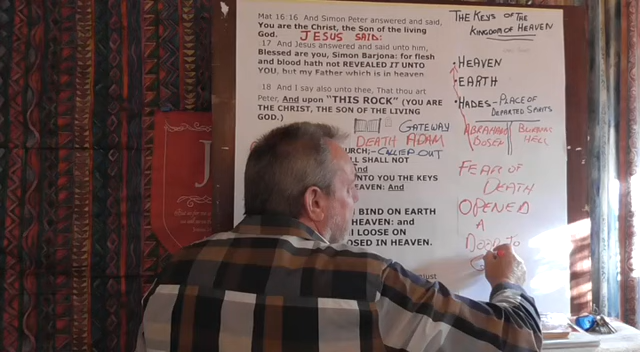 Mat 16:16 And Simon Peter answered and said,
You are the Christ, the Son of the living
God. JESUS SAID:
17 And Jesus answered and said unto him,
Blessed are you, Simon Barjona: for flesh
and blood hath not REVEALED IT UNTO
YOU, but my Father which is in heaven
18 And I say also unto thee, That thou art
Peter, And upon "THIS ROCK" (YOU ARE
THE CHRIST, THE SON OF THE LIVING
GOD.)
GATEWAY
DEATH ADAM
CALLED OUT
SHALL NOT
UNTO YOU THE KEYS
HEAVEN: And
BIND ON EARTH
HEAVEN: and
LOOSE ON
IN HEAVEN.
THE KEYS OF THE
KINGDOM OF HEAVEN
HEAVEN
EARTH
HADES - PLACE OF
DEPARTED SPIRITS
ABRAHAMS BURNING
BOSEM HELL
FEAR OF
DEATH
OPENED
A
DOOR TO
J